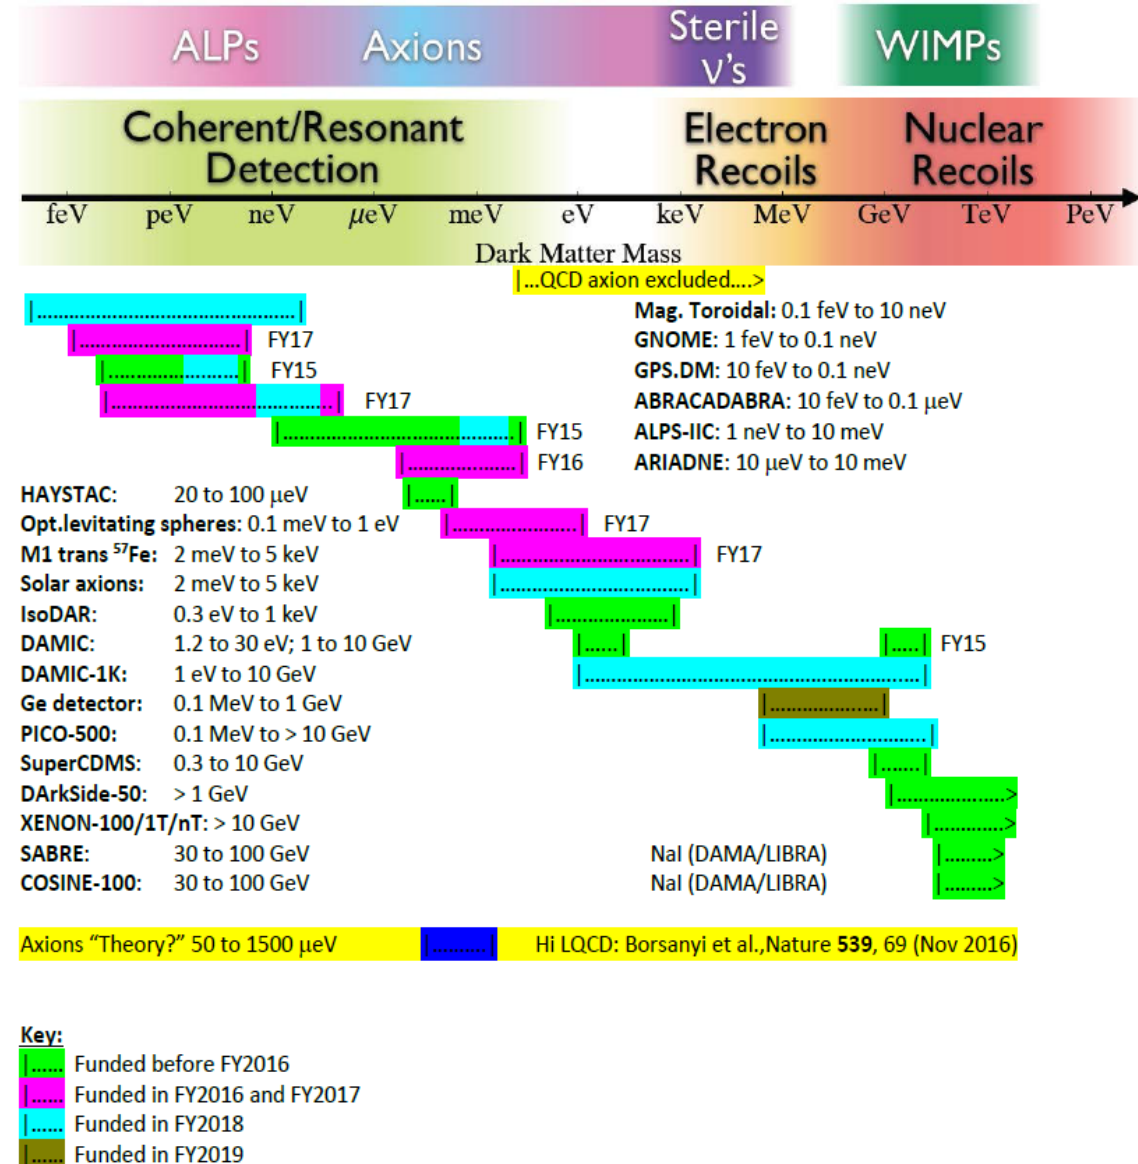 ALPs Axions Sterile ν's WIMPs
Coherent/Resonant Detection Electron Recoils Nuclear Recoils
feV peV neV μeV meV eV keV MeV GeV TeV PeV
Dark Matter Mass
|...QCD axion excluded....>
Mag. Toroidal: 0.1 feV to 10 neV
FY17 GNOME: 1 feV to 0.1 neV
FY15 GPS.DM: 10 feV to 0.1 neV
FY17 ABRACADABRA: 10 feV to 0.1 μeV
FY15 ALPS-IIC: 1 neV to 10 meV
FY16 ARIADNE: 10 μeV to 10 meV
HAYSTAC: 20 to 100 μeV
Opt.levitating spheres: 0.1 meV to 1 eV FY17
M1 trans ⁵⁷Fe: 2 meV to 5 keV FY17
Solar axions: 2 meV to 5 keV
IsoDAR: 0.3 eV to 1 keV
DAMIC: 1.2 to 30 eV; 1 to 10 GeV FY15
DAMIC-1K: 1 eV to 10 GeV
Ge detector: 0.1 MeV to 1 GeV
PICO-500: 0.1 MeV to > 10 GeV
SuperCDMS: 0.3 to 10 GeV
DArkSide-50: > 1 GeV
XENON-100/1T/nT: > 10 GeV
SABRE: 30 to 100 GeV NaI (DAMA/LIBRA)
COSINE-100: 30 to 100 GeV NaI (DAMA/LIBRA)
Axions “Theory?” 50 to 1500 μeV Hi LQCD: Borsanyi et al.,Nature 539, 69 (Nov 2016)
Key:
|...... Funded before FY2016
|...... Funded in FY2016 and FY2017
|...... Funded in FY2018
|...... Funded in FY2019